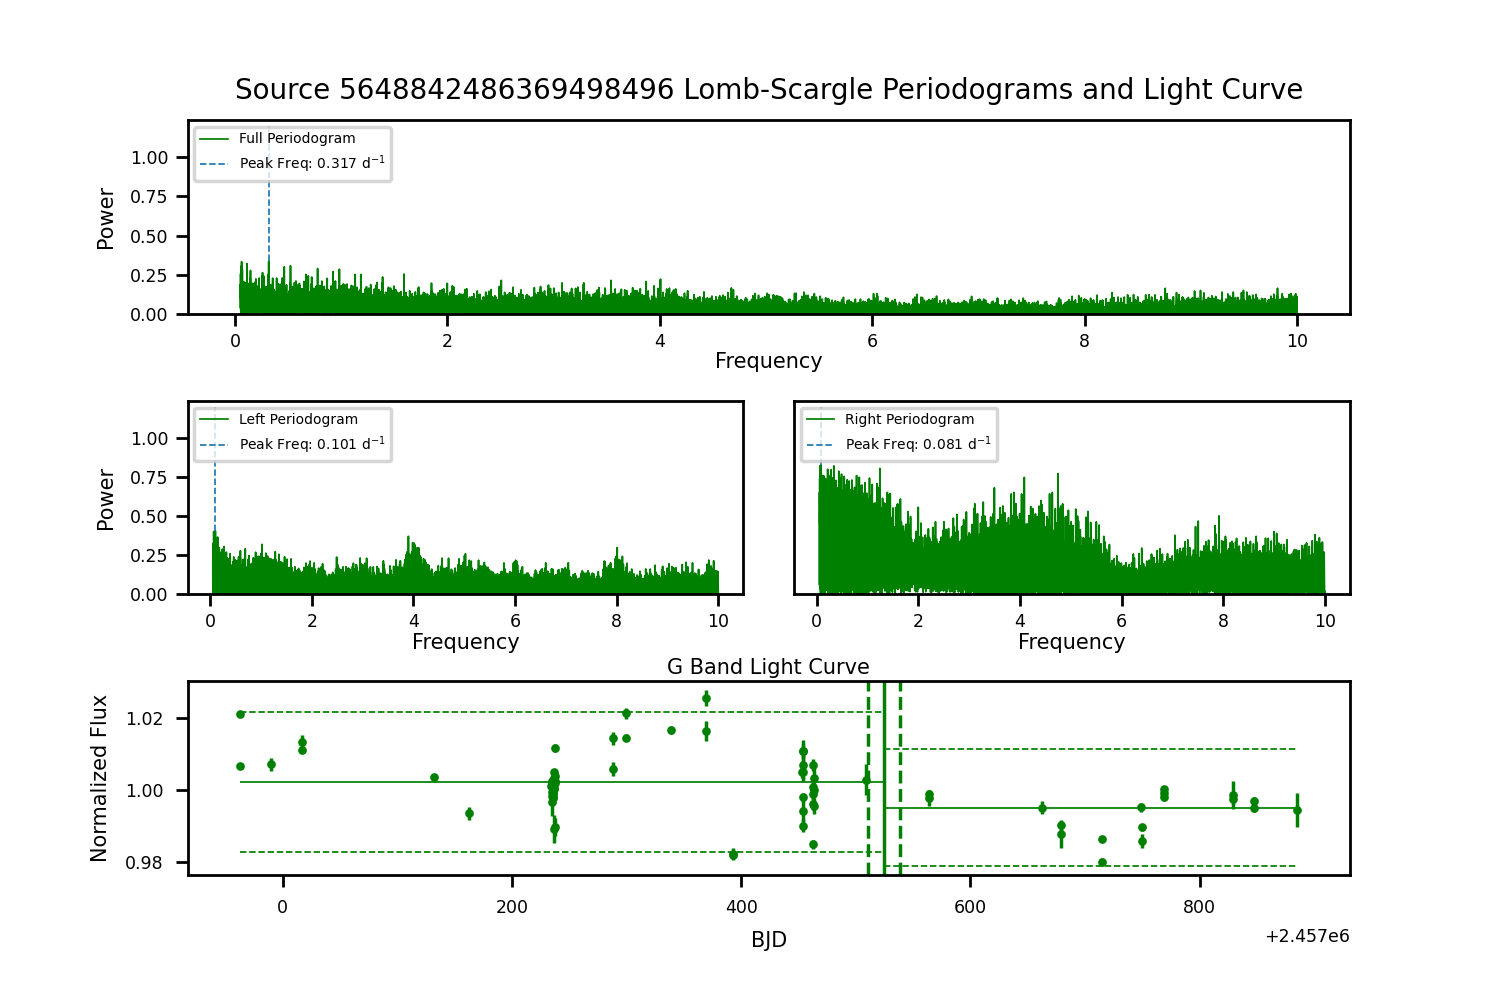 Source 5648842486369498496 Lomb-Scargle Periodograms and Light Curve
Full Periodogram
Peak Freq: 0.317 d⁻¹
Power
1.00
0.75
0.50
0.25
0.00
0 2 4 6 8 10
Frequency
Left Periodogram
Peak Freq: 0.101 d⁻¹
Power
1.00
0.75
0.50
0.25
0.00
0 2 4 6 8 10
Frequency
Right Periodogram
Peak Freq: 0.081 d⁻¹
0 2 4 6 8 10
Frequency
G Band Light Curve
Normalized Flux
1.02
1.00
0.98
0 200 400 600 800
BJD
+2.457e6